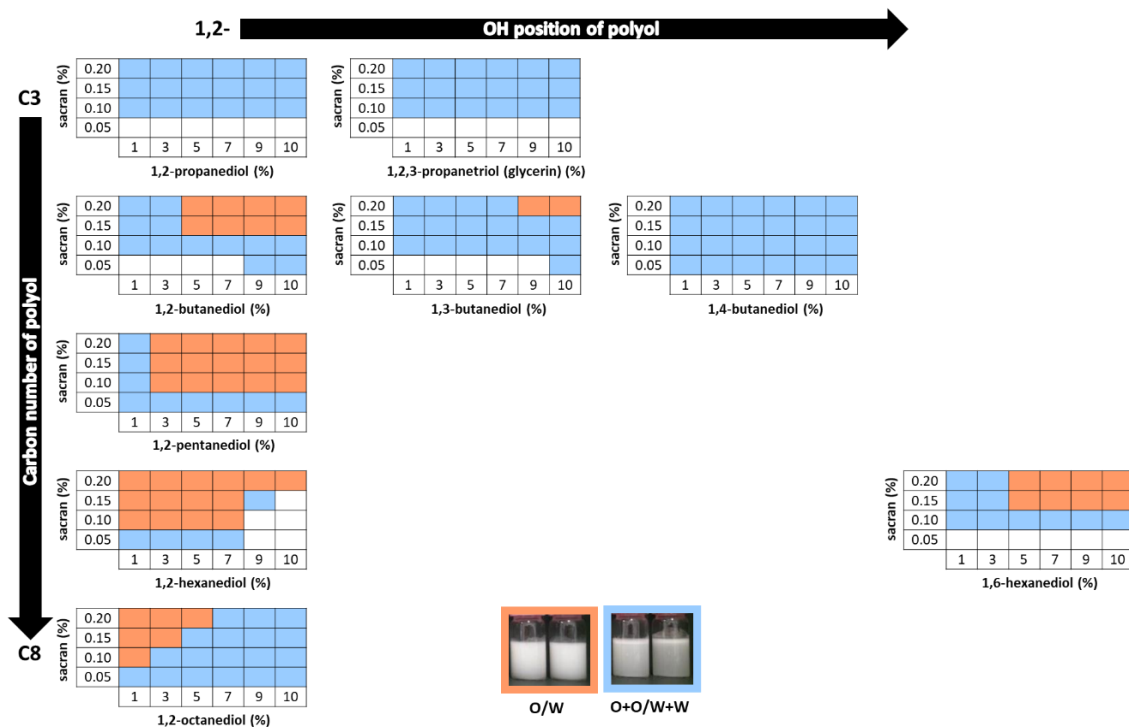 1,2-
OH position of polyol
C3
Carbon number of polyol
C8
sacran (%)
0.20
0.15
0.10
0.05
1 3 5 7 9 10
1,2-propanediol (%)
sacran (%)
0.20
0.15
0.10
0.05
1 3 5 7 9 10
1,2,3-propanetriol (glycerin) (%)
sacran (%)
0.20
0.15
0.10
0.05
1 3 5 7 9 10
1,2-butanediol (%)
sacran (%)
0.20
0.15
0.10
0.05
1 3 5 7 9 10
1,3-butanediol (%)
sacran (%)
0.20
0.15
0.10
0.05
1 3 5 7 9 10
1,4-butanediol (%)
sacran (%)
0.20
0.15
0.10
0.05
1 3 5 7 9 10
1,2-pentanediol (%)
sacran (%)
0.20
0.15
0.10
0.05
1 3 5 7 9 10
1,2-hexanediol (%)
sacran (%)
0.20
0.15
0.10
0.05
1 3 5 7 9 10
1,6-hexanediol (%)
sacran (%)
0.20
0.15
0.10
0.05
1 3 5 7 9 10
1,2-octanediol (%)
O/W
O+O/W+W